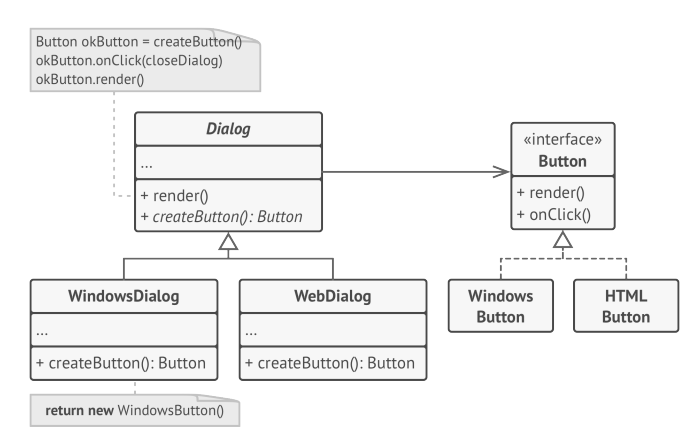 Button okButton = createButton()
okButton.onClick(closeDialog)
okButton.render()
Dialog
...
+ render()
+ createButton(): Button
«interface»
Button
+ render()
+ onClick()
WindowsDialog
...
+ createButton(): Button
WebDialog
...
+ createButton(): Button
Windows
Button
HTML
Button
return new WindowsButton()